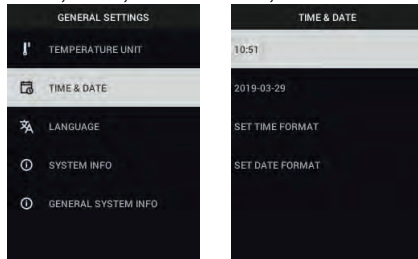 GENERAL SETTINGS
TEMPERATURE UNIT
TIME & DATE
LANGUAGE
SYSTEM INFO
GENERAL SYSTEM INFO
TIME & DATE
10:51
2019-03-29
SET TIME FORMAT
SET DATE FORMAT